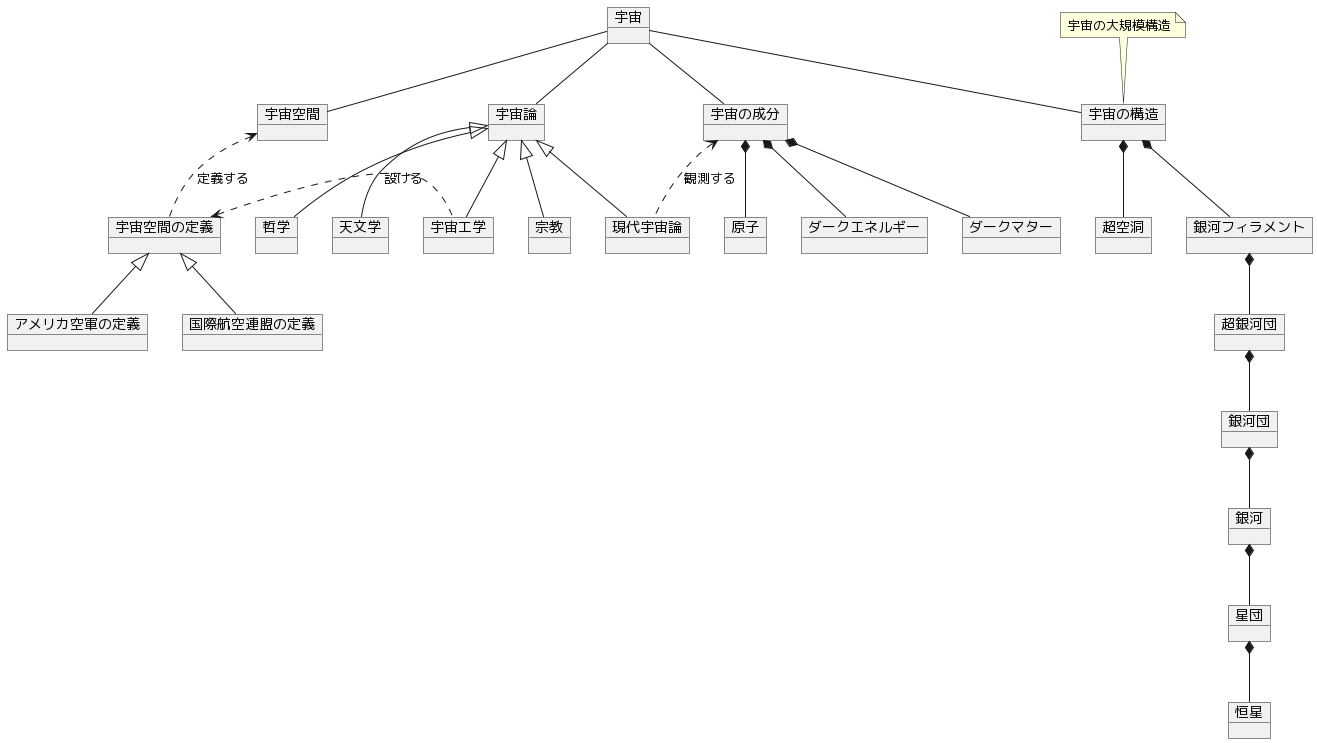 宇宙
宇宙の大規模構造
宇宙空間
宇宙論
宇宙の成分
宇宙の構造
定義する
設ける
観測する
宇宙空間の定義
哲学
天文学
宇宙工学
宗教
現代宇宙論
原子
ダークエネルギー
ダークマター
超空洞
銀河フィラメント
アメリカ空軍の定義
国際航空連盟の定義
超銀河団
銀河団
銀河
星団
恒星